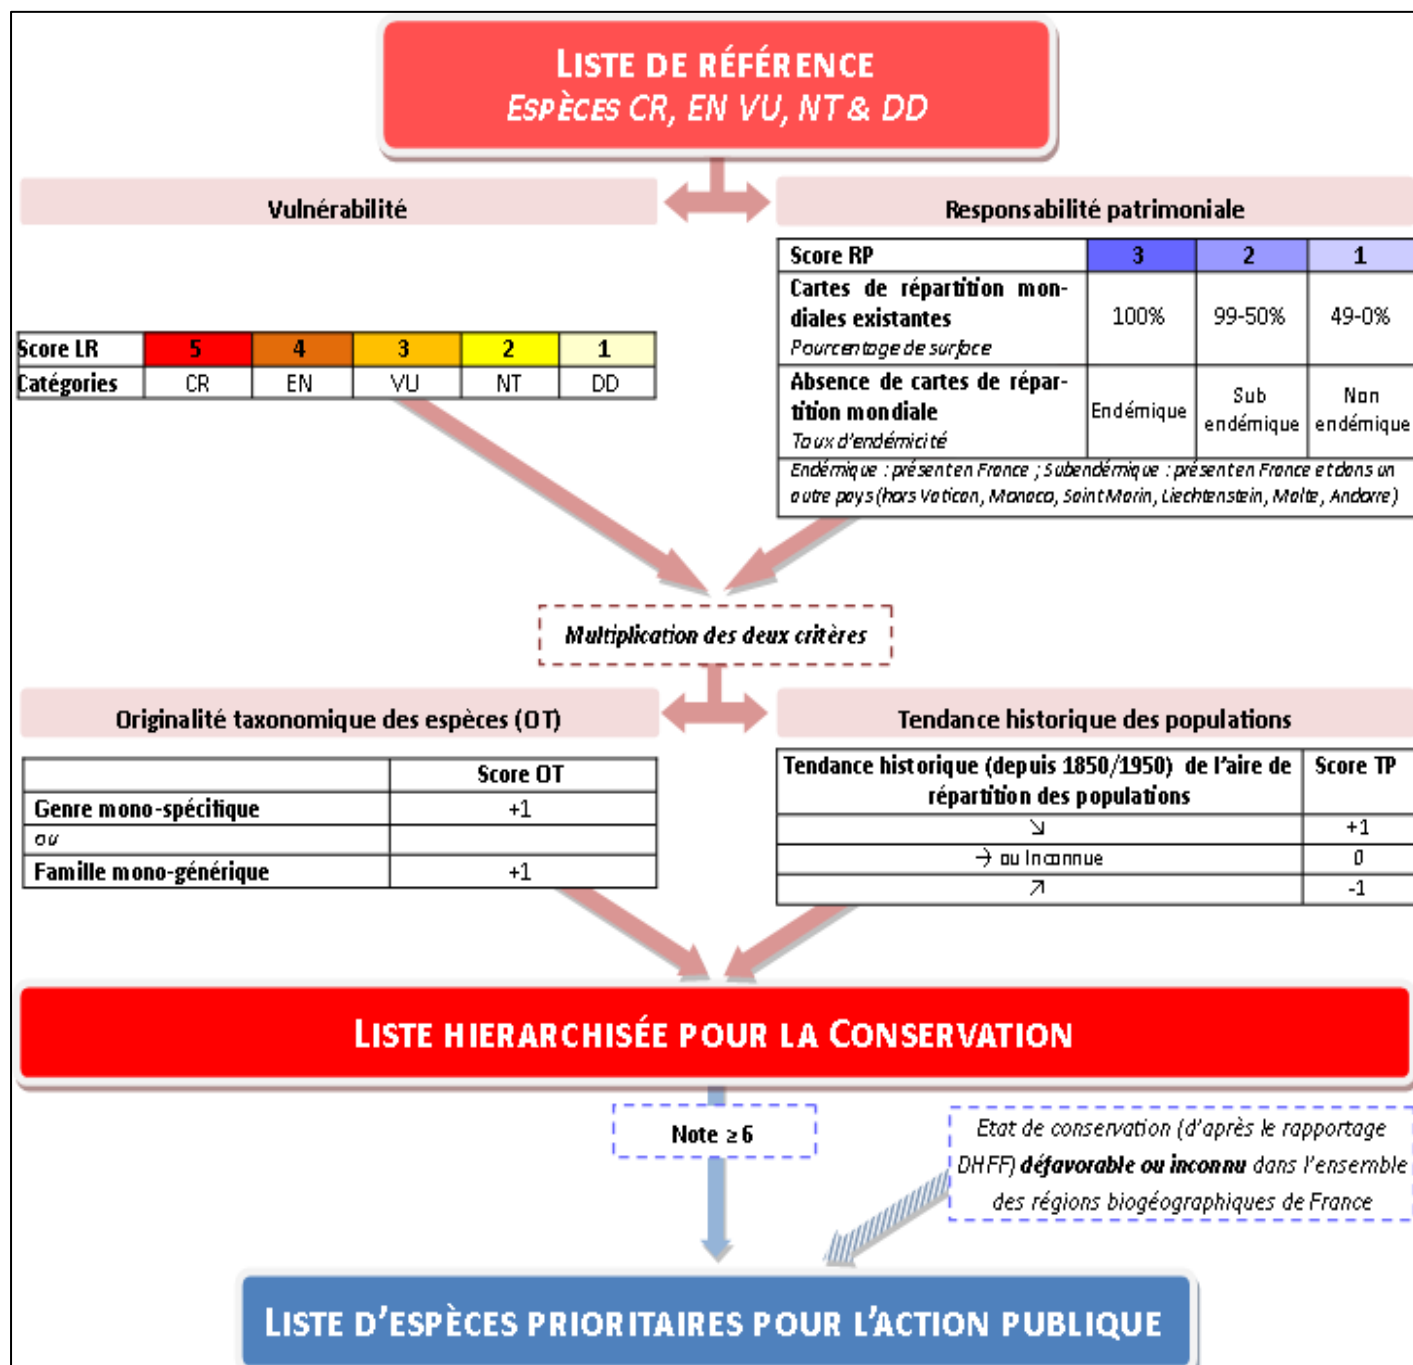 LISTE DE RÉFÉRENCE
ESPÈCES CR, EN VU, NT & DD
Vulnérabilité
Score LR 5 4 3 2 1
Catégories CR EN VU NT DD
Responsabilité patrimoniale
Score RP 3 2 1
Cartes de répartition mon-
diales existantes
Pourcentage de surface
100% 99-50% 49-0%
Absence de cartes de répar-
tition mondiale
Taux d'endémicité
Endémique
Sub
endémique
Non
endémique
Endémique : présent en France ; Subendémique : présent en France et dans un
autre pays (hors Vatican, Monaco, Saint Marin, Liechtenstein, Malte, Andorre)
Multiplication des deux critères
Originalité taxonomique des espèces (OT)
Score OT
Genre mono-spécifique +1
ou
Famille mono-générique +1
Tendance historique des populations
Tendance historique (depuis 1850/1950) de l'aire de
répartition des populations
Score TP
↘ +1
→ ou Inconnue 0
↗ -1
LISTE HIERARCHISÉE POUR LA CONSERVATION
Note ≥ 6
Etat de conservation (d'après le rapportage
DHFF) défavorable ou inconnu dans l'ensemble
des régions biogéographiques de France
LISTE D'ESPÈCES PRIORITAIRES POUR L'ACTION PUBLIQUE